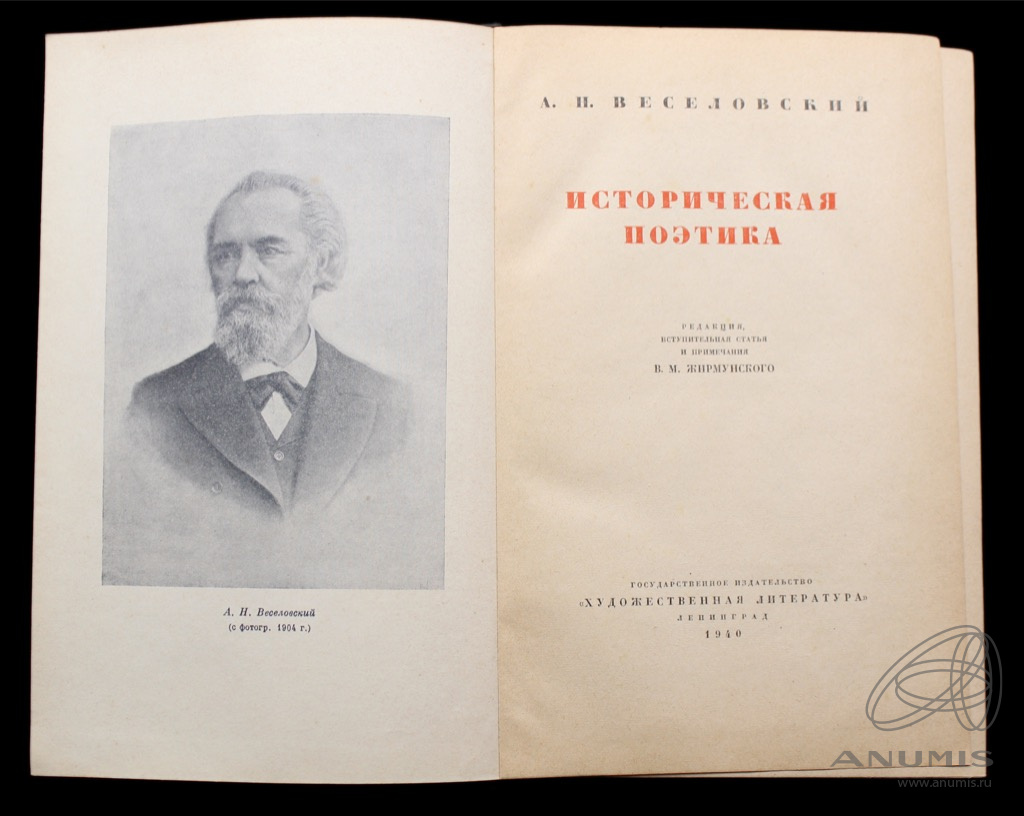 А. Н. Веселовский
(с фотогр. 1904 г.)
А. Н. ВЕСЕЛОВСКИЙ
ИСТОРИЧЕСКАЯ
ПОЭТИКА
РЕДАКЦИЯ,
ВСТУПИТЕЛЬНАЯ СТАТЬЯ
И ПРИМЕЧАНИЯ
В. М. ЖИРМУНСКОГО
ГОСУДАРСТВЕННОЕ ИЗДАТЕЛЬСТВО
«ХУДОЖЕСТВЕННАЯ ЛИТЕРАТУРА»
ЛЕНИНГРАД
1940
ANUMIS
www.anumis.ru